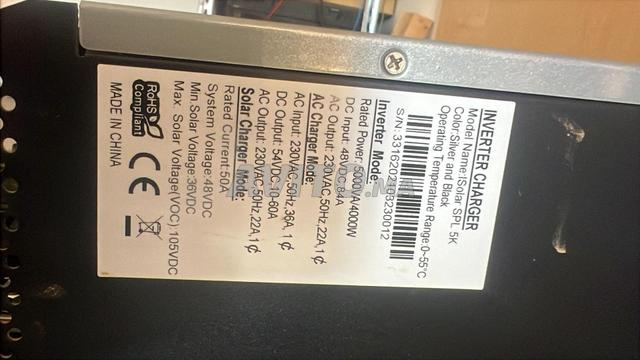 INVERTER CHARGER
Model Name:iSolar SPL 5K
Color:Silver and Black
Operating Temperature Range:0~55°C
Inverter Mode:
Rated Power: 5000VA/4000W
DC Input: 48VDC,84A
AC Output: 230VAC,50Hz,22A,1ȼ
AC Charger Mode:
AC Input: 230VAC,50Hz,36A, 1ȼ
DC Output: 54VDC,0-60A
AC Output: 230VAC,50Hz,22A,1ȼ
Solar Charger Mode:
Rated Current:50A
System Voltage:48VDC
Min.Solar Voltage:36VDC
Max. Solar Voltage(VOC):105VDC
RoHS
Compliant
CE
MADE IN CHINA